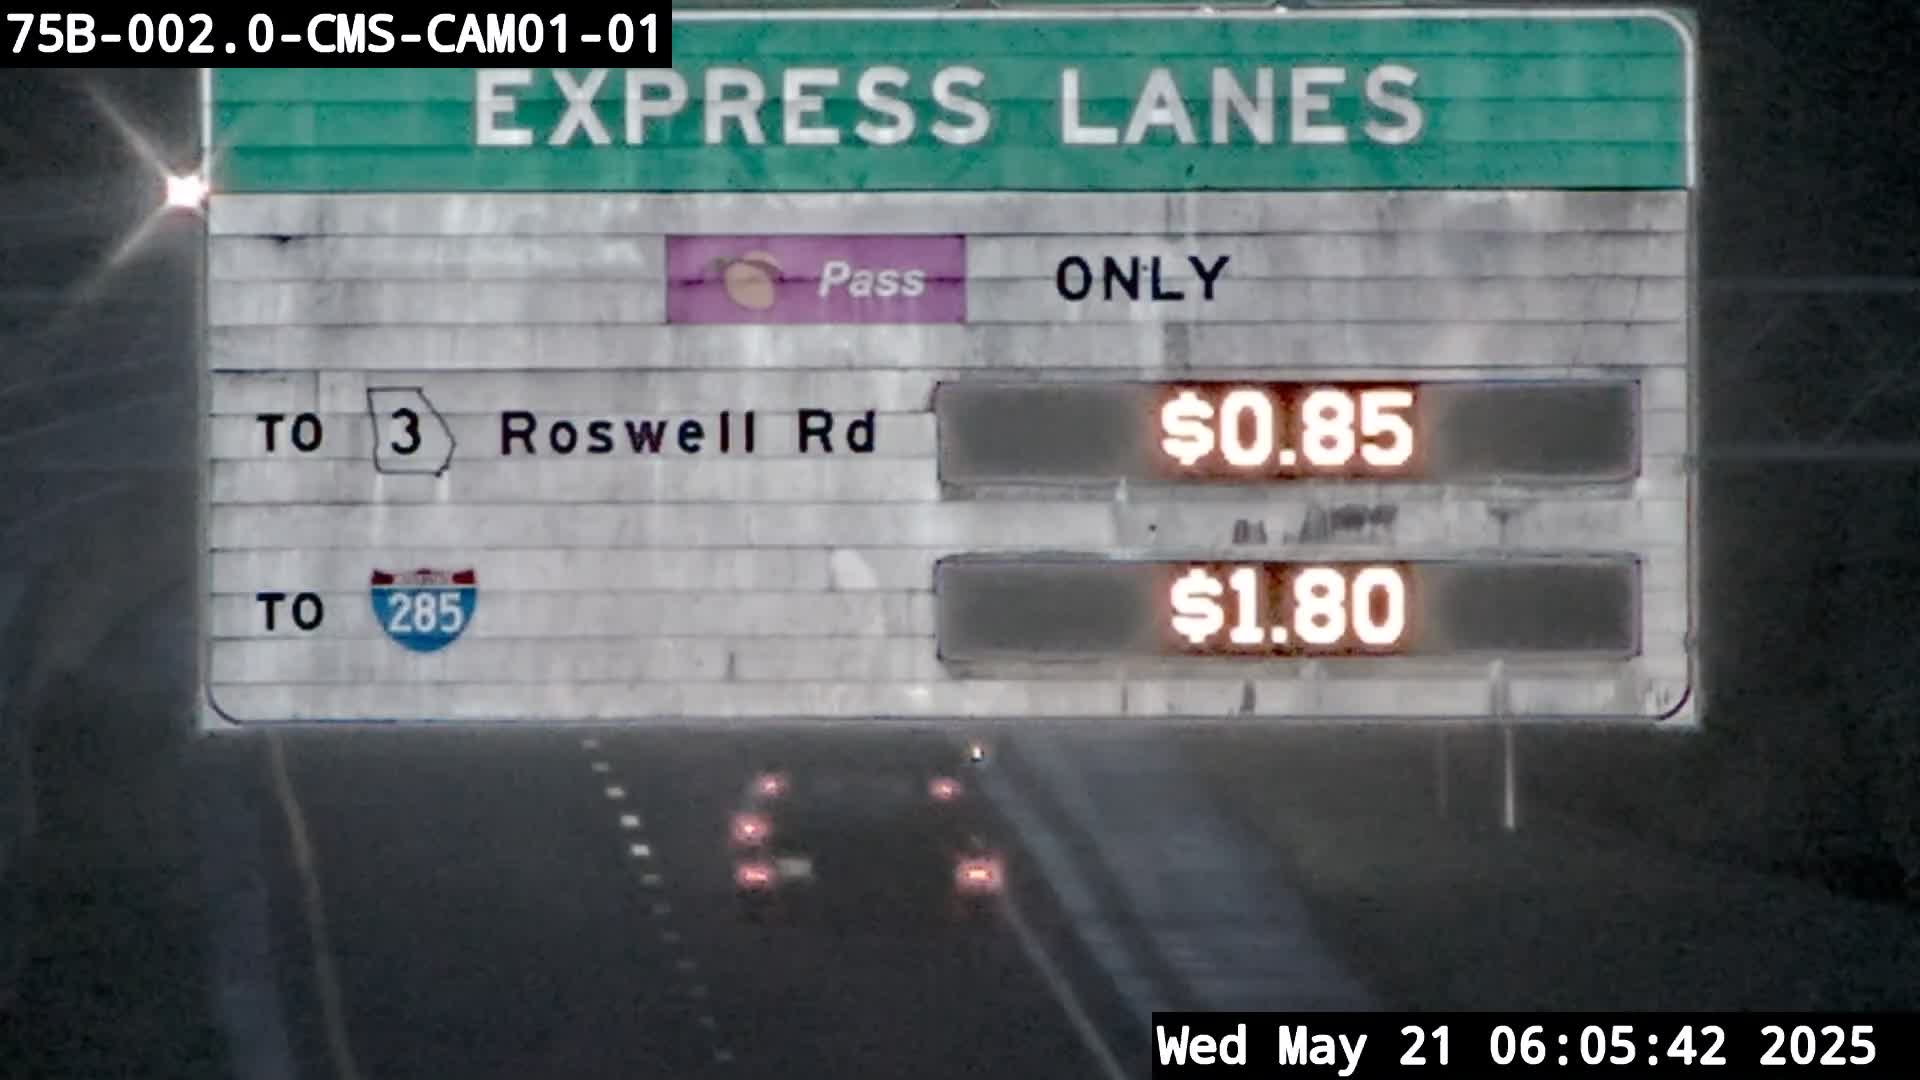 75B-002.0-CMS-CAM01-01
EXPRESS LANES
Pass ONLY
TO 3 Roswell Rd $0.85
TO 285 $1.80
Wed May 21 06:05:42 2025